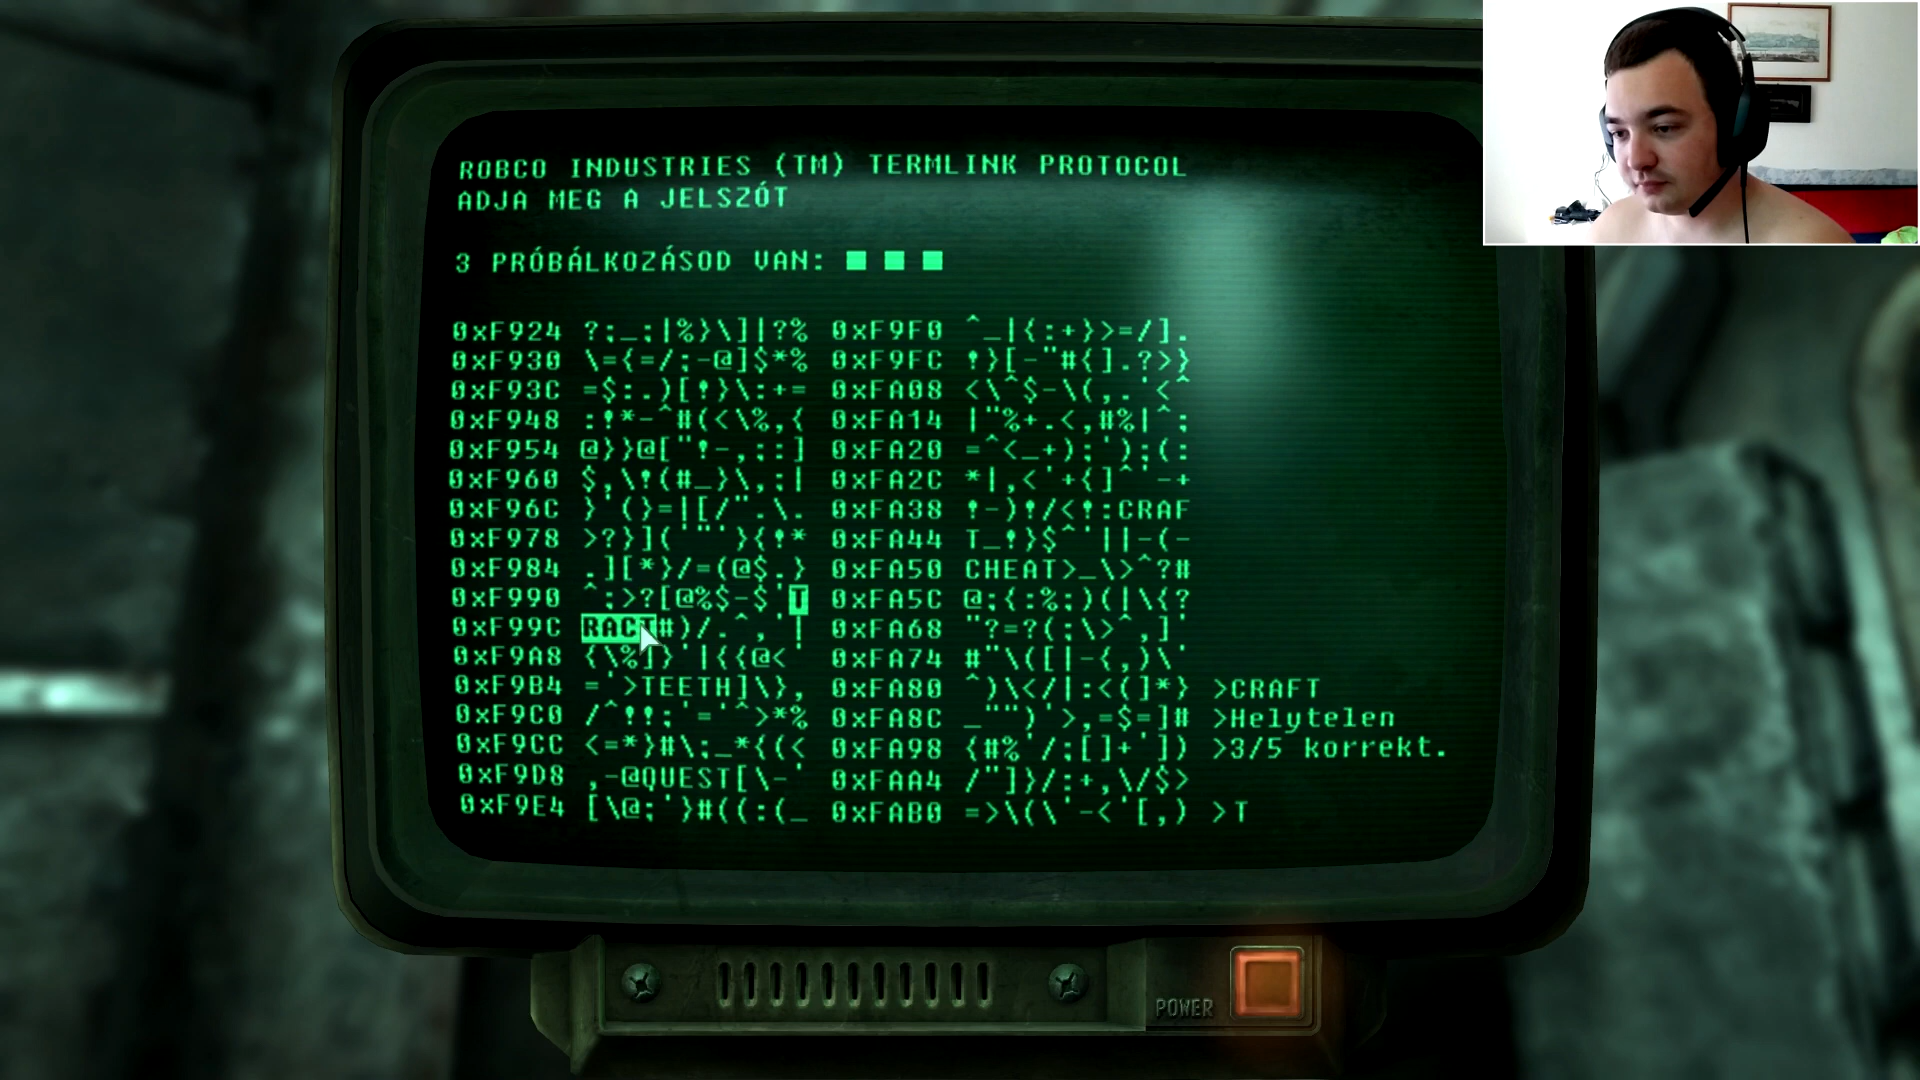 ROBCO INDUSTRIES (TM) TERMLINK PROTOCOL
ADJA MEG A JELSZÓT
3 PRÓBÁLKOZÁSOD VAN: ■ ■ ■
0xF924 ?;_;|%}\]|?% 0xF9F0 ^_|{:+}>=/].
0xF930 \={=/;-@]$*% 0xF9FC !}[-"#{].?>}
0xF93C =$:.)[!}\:+= 0xFA08 <\^$-\(,.'<^
0xF948 :!*-^#(<\%,{ 0xFA14 |"%+.<,#%|^;
0xF954 @}}@["!-,;:] 0xFA20 =^<_+);');(:
0xF960 $,\!(#_}\,;| 0xFA2C *|,<'+{]^'-+
0xF96C }'(}=|[/".\. 0xFA38 !-)!/<!:CRAF
0xF978 >?}]('"'}{!* 0xFA44 T_!}$^'||-(-
0xF984 .][*}/=(@$.} 0xFA50 CHEAT>_\>^?#
0xF990 ^;>?[@%$-$'T 0xFA5C @;{:%;)(|\{?
0xF99C RACT#)/.^,'| 0xFA68 "?=?(;\>^,]'
0xF9A8 {\%]}'|{{@<' 0xFA74 #"\([|-{,)\'
0xF9B4 ='>TEETH]\}, 0xFA80 ^)\</|:<(]*} >CRAFT
0xF9C0 /^!!;'='^>*% 0xFA8C _"")'>,=$=]# >Helytelen
0xF9CC <=*}#\;_*{(< 0xFA98 {#%'/;[]+']) >3/5 korrekt.
0xF9D8 ,-@QUEST[\-' 0xFAA4 /"]}/:+,\/$>
0xF9E4 [\@;'}#((:(_ 0xFAB0 =>\(\'-<'[,) >T
POWER